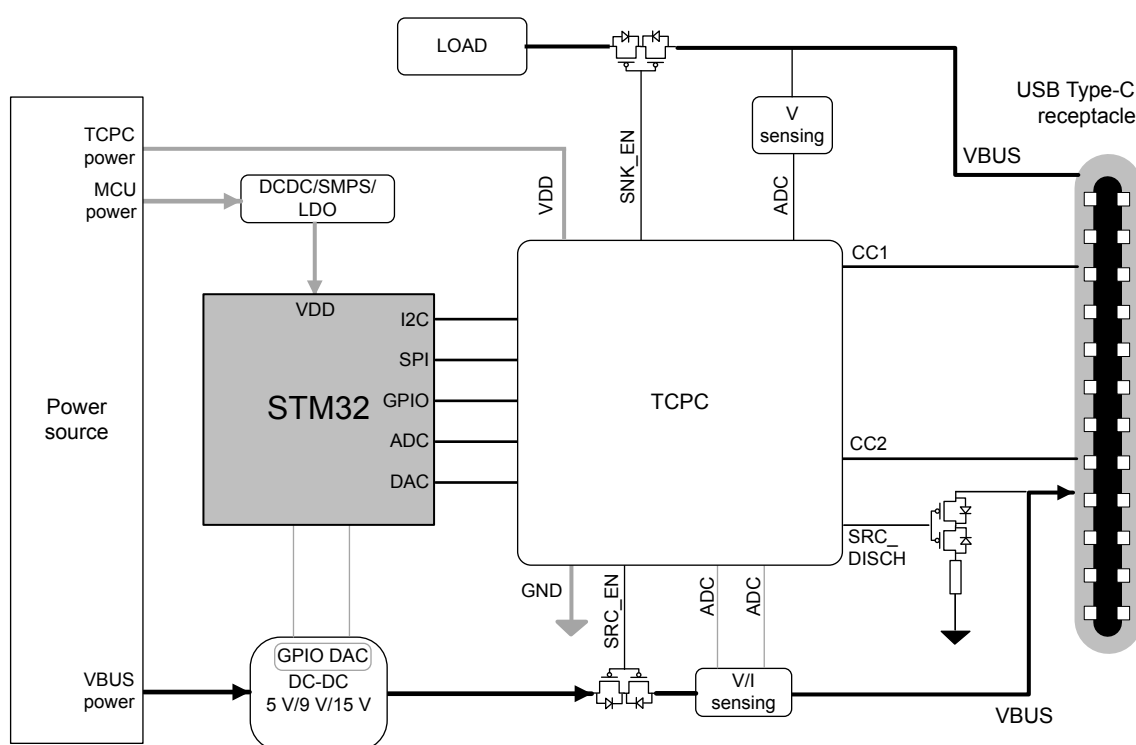 LOAD
USB Type-C
receptacle
V
sensing
VBUS
TCPC
power
MCU
power
DCDC/SMPS/
LDO
VDD
SNK_EN
ADC
CC1
VDD
I2C
SPI
GPIO
ADC
DAC
STM32
TCPC
Power
source
CC2
SRC_
DISCH
GND
SRC_EN
ADC
ADC
GPIO DAC
DC-DC
5 V/9 V/15 V
VBUS
power
V/I
sensing
VBUS